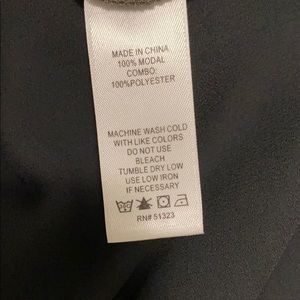 MADE IN CHINA
100% MODAL
COMBO:
100%POLYESTER
MACHINE WASH COLD
WITH LIKE COLORS
DO NOT USE
BLEACH
TUMBLE DRY LOW
USE LOW IRON
IF NECESSARY
RN# 51323